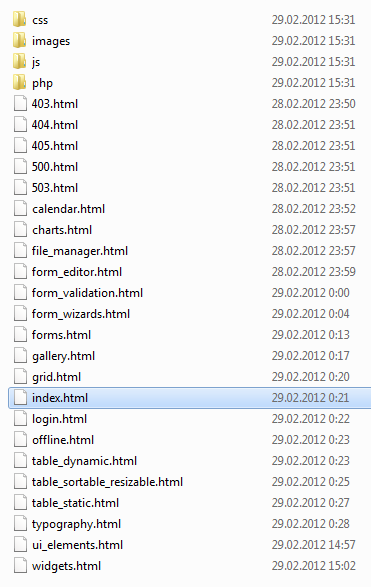 css 29.02.2012 15:31
images 29.02.2012 15:31
js 29.02.2012 15:31
php 29.02.2012 15:31
403.html 28.02.2012 23:50
404.html 28.02.2012 23:51
405.html 28.02.2012 23:51
500.html 28.02.2012 23:51
503.html 28.02.2012 23:51
calendar.html 28.02.2012 23:52
charts.html 28.02.2012 23:57
file_manager.html 28.02.2012 23:57
form_editor.html 28.02.2012 23:59
form_validation.html 29.02.2012 0:00
form_wizards.html 29.02.2012 0:04
forms.html 29.02.2012 0:13
gallery.html 29.02.2012 0:17
grid.html 29.02.2012 0:20
index.html 29.02.2012 0:21
login.html 29.02.2012 0:22
offline.html 29.02.2012 0:23
table_dynamic.html 29.02.2012 0:23
table_sortable_resizable.html 29.02.2012 0:25
table_static.html 29.02.2012 0:27
typography.html 29.02.2012 0:28
ui_elements.html 29.02.2012 14:57
widgets.html 29.02.2012 15:02